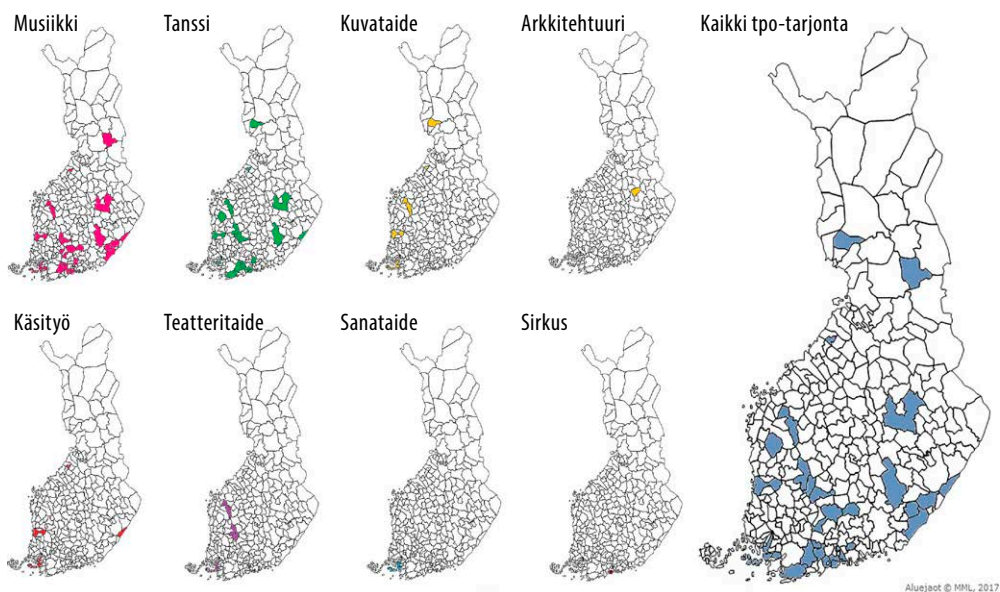 Musiikki
Tanssi
Kuvataide
Arkkitehtuuri
Kaikki tpo-tarjonta
Käsityö
Teatteritaide
Sanataide
Sirkus
Aluejaot © MML, 2017